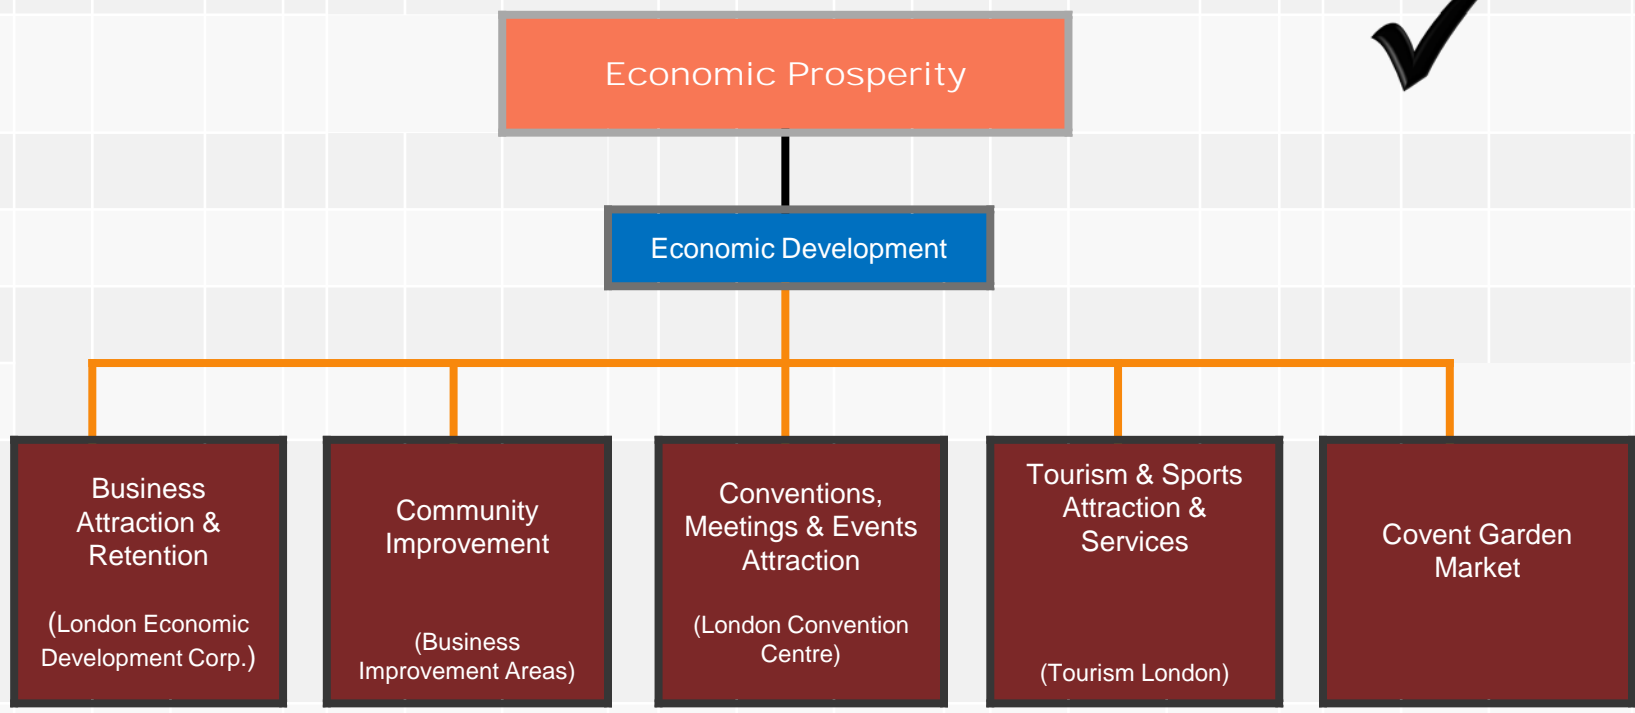 Economic Prosperity
Economic Development
Business
Attraction &
Retention
(London Economic
Development Corp.)
Community
Improvement
(Business
Improvement Areas)
Conventions,
Meetings & Events
Attraction
(London Convention
Centre)
Tourism & Sports
Attraction &
Services
(Tourism London)
Covent Garden
Market